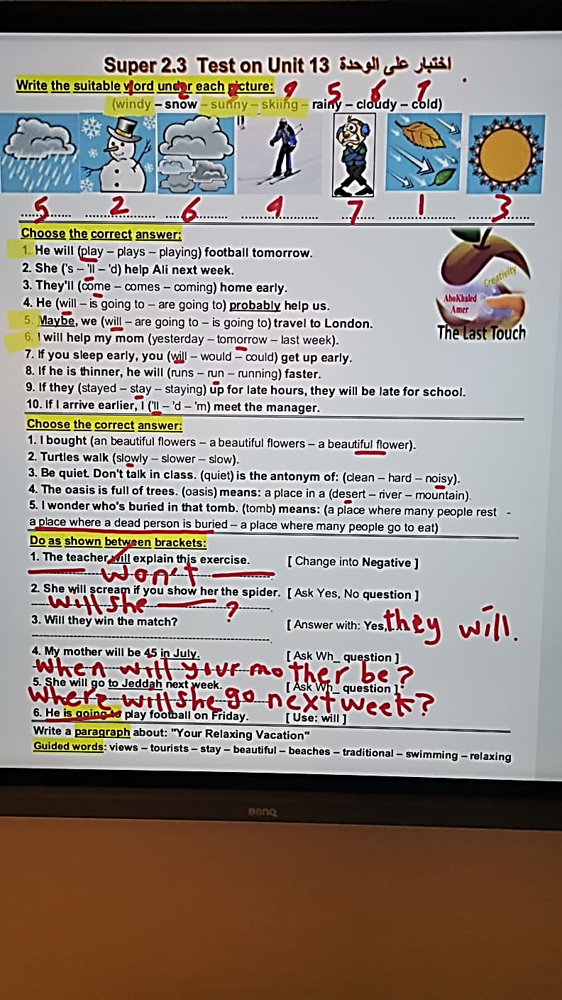 Super 2.3 Test on Unit 13 اختبار على الوحدة
Write the suitable word under each picture:
1 2 3 4 5 6 7
(windy – snow – sunny – skiing – rainy – cloudy – cold)
5 2 6 4 7 1 3
Choose the correct answer:
1. He will (play – plays – playing) football tomorrow.
2. She ('s – 'll – 'd) help Ali next week.
3. They'll (come – comes – coming) home early.
4. He (will – is going to – are going to) probably help us.
5. Maybe, we (will – are going to – is going to) travel to London.
6. I will help my mom (yesterday – tomorrow – last week).
7. If you sleep early, you (will – would – could) get up early.
8. If he is thinner, he will (runs – run – running) faster.
9. If they (stayed – stay – staying) up for late hours, they will be late for school.
10. If I arrive earlier, I ('ll – 'd – 'm) meet the manager.
Creativity
AboKhaled
Amer
The Last Touch
Choose the correct answer:
1. I bought (an beautiful flowers – a beautiful flowers – a beautiful flower).
2. Turtles walk (slowly – slower – slow).
3. Be quiet. Don't talk in class. (quiet) is the antonym of: (clean – hard – noisy).
4. The oasis is full of trees. (oasis) means: a place in a (desert – river – mountain).
5. I wonder who's buried in that tomb. (tomb) means: (a place where many people rest -
a place where a dead person is buried – a place where many people go to eat)
Do as shown between brackets:
1. The teacher will explain this exercise. [ Change into Negative ]
won't
2. She will scream if you show her the spider. [ Ask Yes, No question ]
will she ?
3. Will they win the match? [ Answer with: Yes,... they will.
4. My mother will be 45 in July. [ Ask Wh_ question ]
when will your mother be?
5. She will go to Jeddah next week. [ Ask Wh_ question ]
where will she go next week?
6. He is going to play football on Friday. [ Use: will ]
Write a paragraph about: "Your Relaxing Vacation"
Guided words: views – tourists – stay – beautiful – beaches – traditional – swimming – relaxing
BenQ